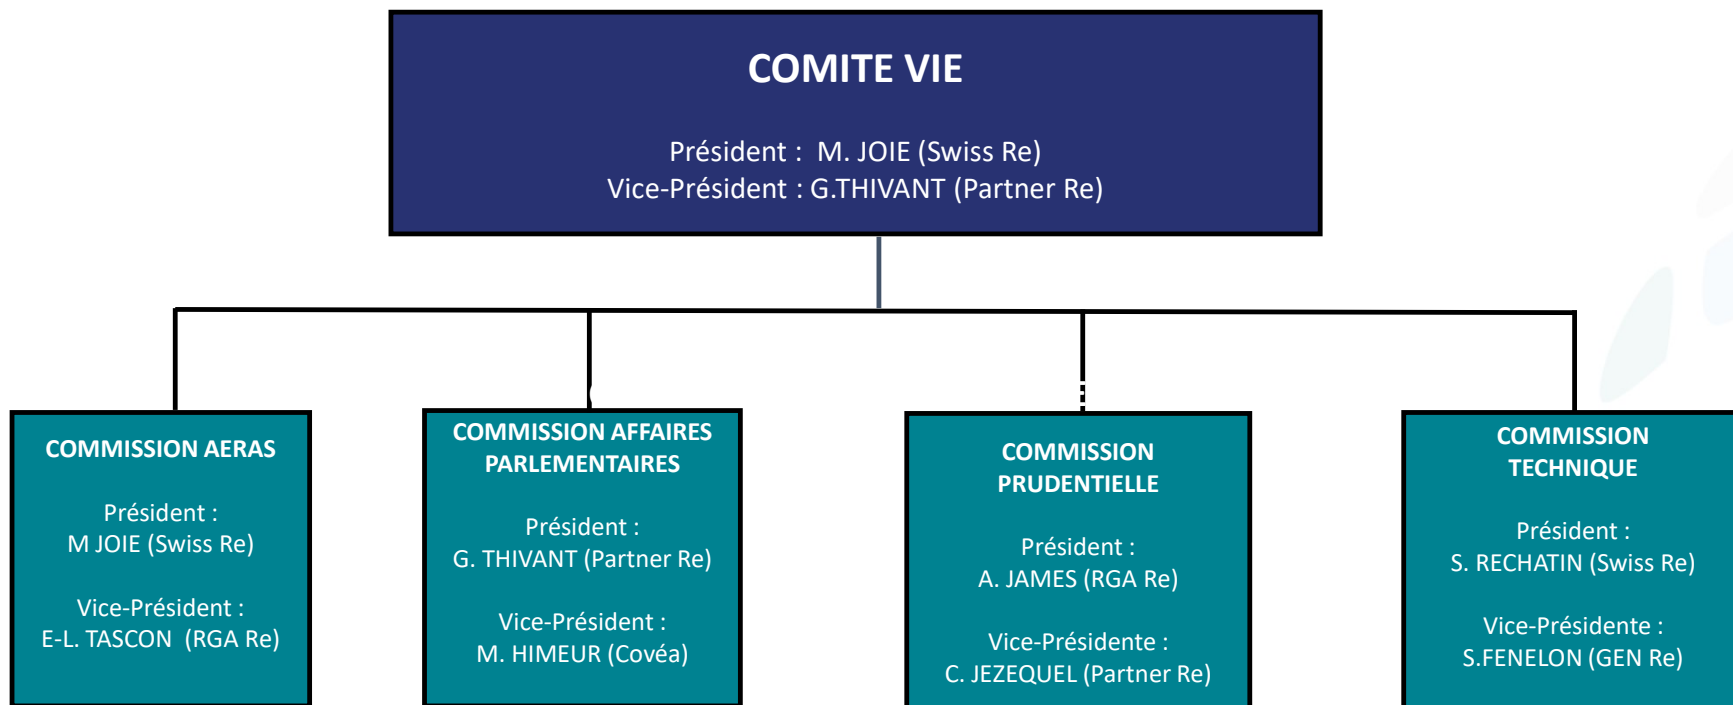 COMITE VIE
Président : M. JOIE (Swiss Re)
Vice-Président : G.THIVANT (Partner Re)
COMMISSION AERAS
Président :
M JOIE (Swiss Re)
Vice-Président :
E-L. TASCON (RGA Re)
COMMISSION AFFAIRES
PARLEMENTAIRES
Président :
G. THIVANT (Partner Re)
Vice-Président :
M. HIMEUR (Covéa)
COMMISSION
PRUDENTIELLE
Président :
A. JAMES (RGA Re)
Vice-Présidente :
C. JEZEQUEL (Partner Re)
COMMISSION
TECHNIQUE
Président :
S. RECHATIN (Swiss Re)
Vice-Présidente :
S.FENELON (GEN Re)